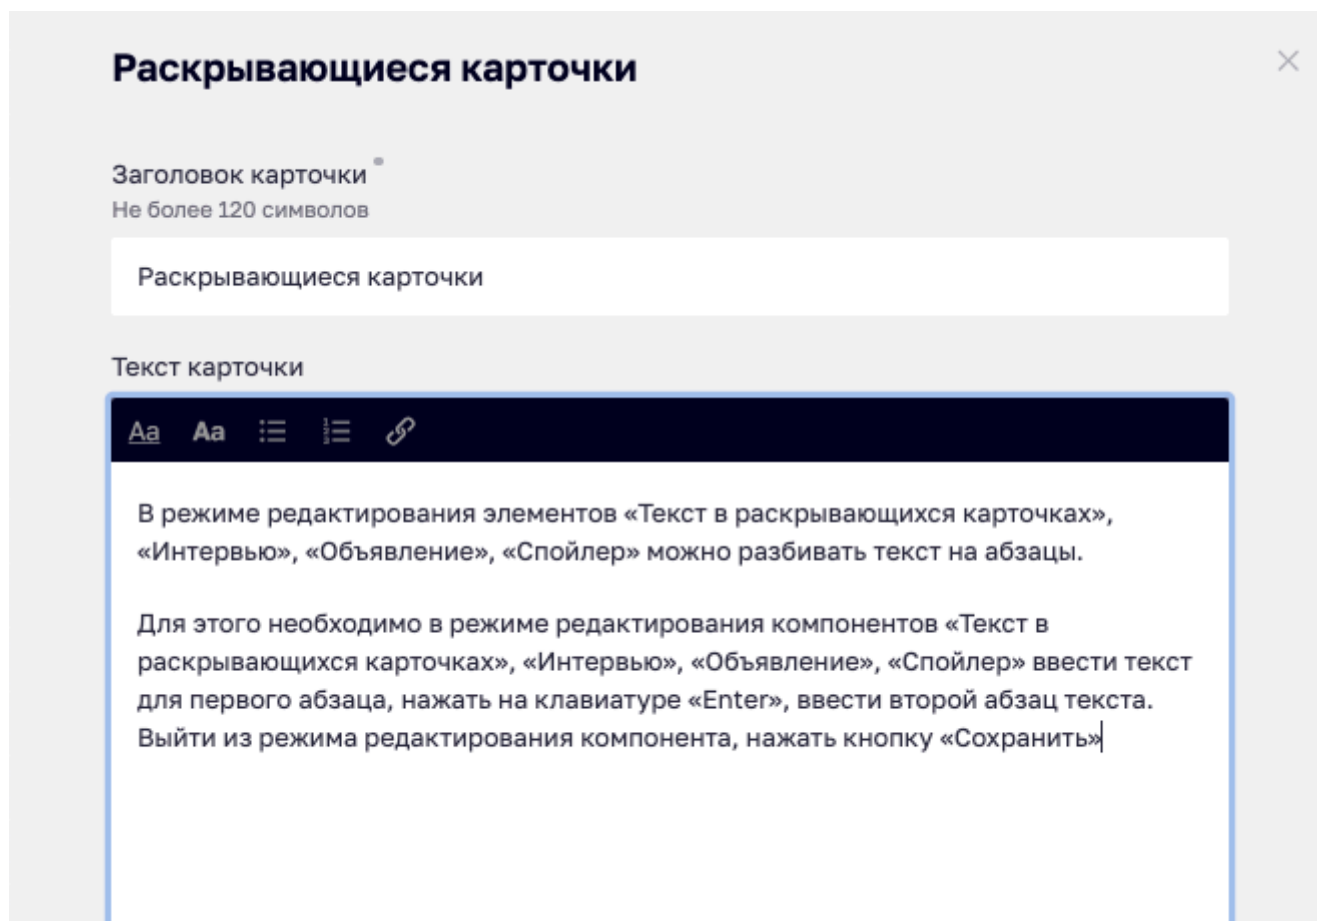 Раскрывающиеся карточки
Заголовок карточки
Не более 120 символов
Раскрывающиеся карточки
Текст карточки
Aa Aa
В режиме редактирования элементов «Текст в раскрывающихся карточках»,
«Интервью», «Объявление», «Спойлер» можно разбивать текст на абзацы.
Для этого необходимо в режиме редактирования компонентов «Текст в
раскрывающихся карточках», «Интервью», «Объявление», «Спойлер» ввести текст
для первого абзаца, нажать на клавиатуре «Enter», ввести второй абзац текста.
Выйти из режима редактирования компонента, нажать кнопку «Сохранить»